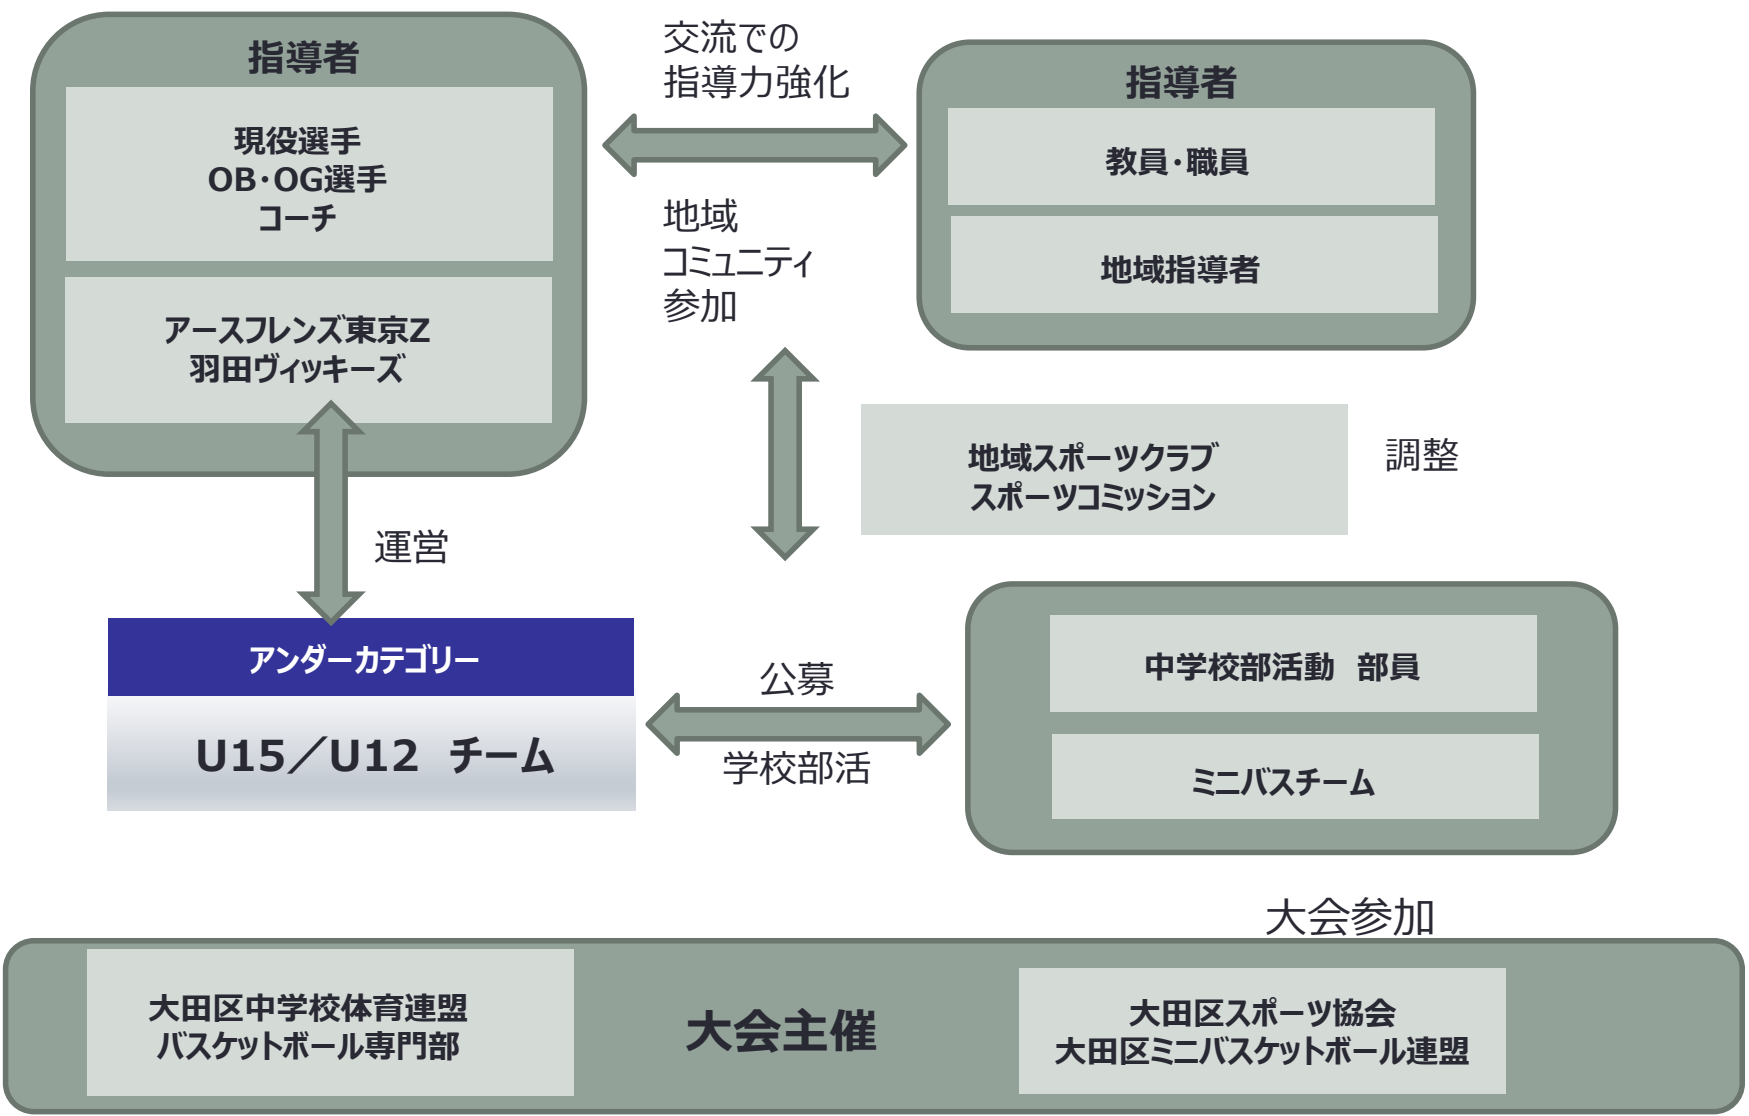 指導者
現役選手
OB・OG選手
コーチ
アースフレンズ東京Z
羽田ヴィッキーズ
交流での
指導力強化
地域
コミュニティ
参加
指導者
教員・職員
地域指導者
地域スポーツクラブ
スポーツコミッション
調整
運営
アンダーカテゴリー
U15／U12　チーム
公募
学校部活
中学校部活動　部員
ミニバスチーム
大会参加
大田区中学校体育連盟
バスケットボール専門部
大会主催
大田区スポーツ協会
大田区ミニバスケットボール連盟